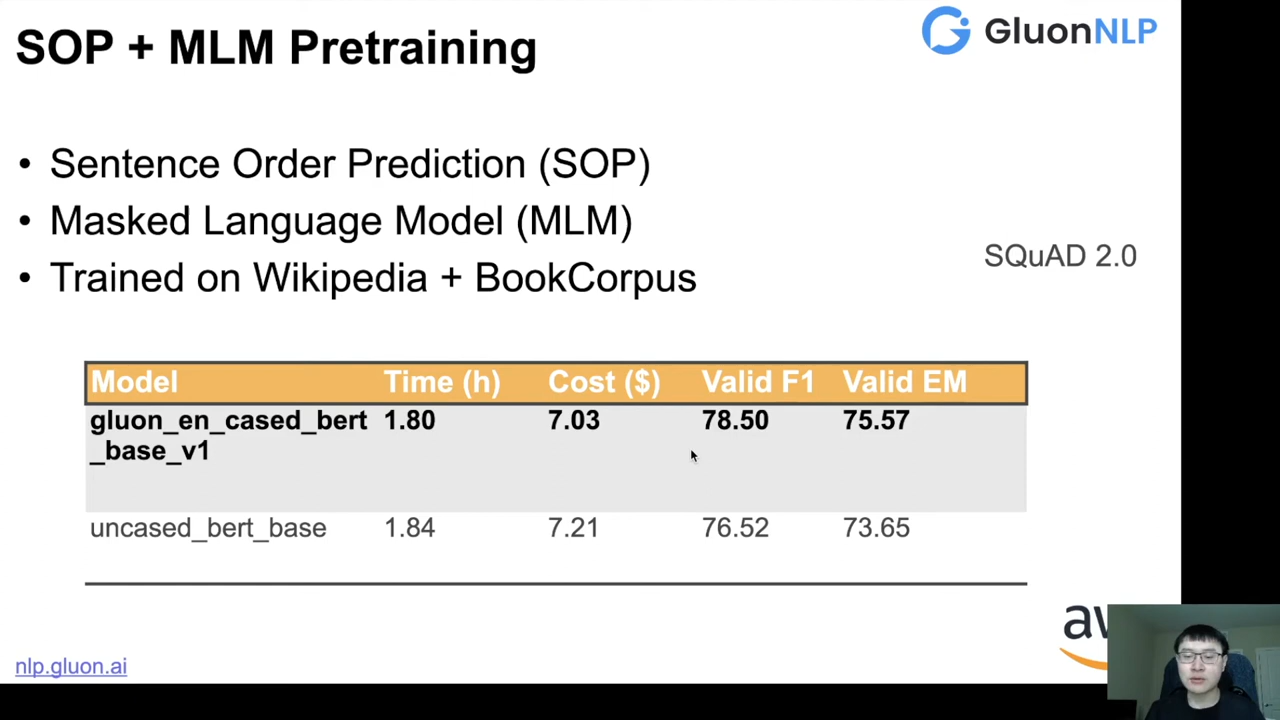 SOP + MLM Pretraining
GluonNLP
• Sentence Order Prediction (SOP)
• Masked Language Model (MLM)
• Trained on Wikipedia + BookCorpus
SQuAD 2.0
Model Time (h) Cost ($) Valid F1 Valid EM
gluon_en_cased_bert 1.80 7.03 78.50 75.57
_base_v1
uncased_bert_base 1.84 7.21 76.52 73.65
nlp.gluon.ai